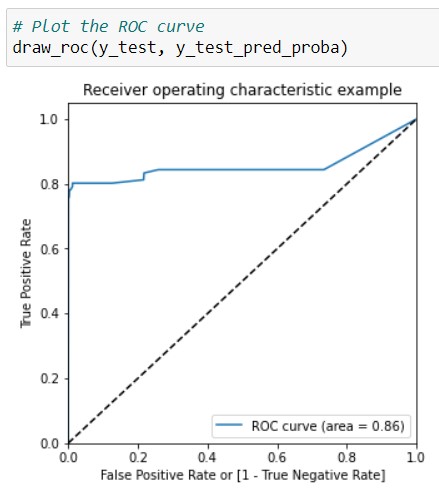 # Plot the ROC curve
draw_roc(y_test, y_test_pred_proba)
Receiver operating characteristic example
1.0
0.8
0.6
0.4
0.2
0.0
True Positive Rate
ROC curve (area = 0.86)
0.0 0.2 0.4 0.6 0.8 1.0
False Positive Rate or [1 - True Negative Rate]